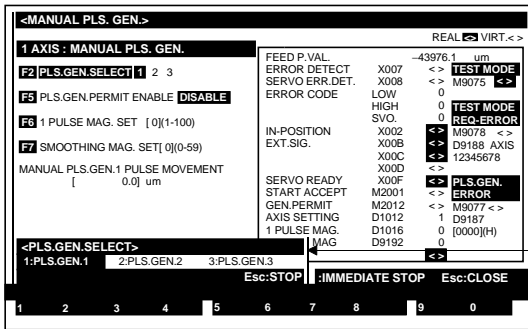 <MANUAL PLS. GEN.>
REAL <> VIRT.< >
1 AXIS : MANUAL PLS. GEN.
F2 PLS.GEN.SELECT 1 2 3
F5 PLS.GEN.PERMIT ENABLE DISABLE
F6 1 PULSE MAG. SET [ 0](1-100)
F7 SMOOTHING MAG. SET[ 0](0-59)
MANUAL PLS.GEN.1 PULSE MOVEMENT
[ 0.0] um
FEED P.VAL. –43976.1 um
ERROR DETECT X007 < > TEST MODE
SERVO ERR.DET. X008 < > M9075 < >
ERROR CODE LOW 0
HIGH 0 TEST MODE
SVO. 0 REQ-ERROR
IN-POSITION X002 < > M9078 < >
EXT.SIG. X00B < > D9188 AXIS
X00C < > 12345678
X00D < >
SERVO READY X00F < > PLS.GEN.
START ACCEPT M2001 < > ERROR
GEN.PERMIT M2012 < > M9077 < >
AXIS SETTING D1012 1 D9187
1 PULSE MAG. D1016 0 [0000](H)
MAG D9192 0
< >
<PLS.GEN.SELECT>
1:PLS.GEN.1 2:PLS.GEN.2 3:PLS.GEN.3
Esc:STOP :IMMEDIATE STOP Esc:CLOSE
1 2 3 4 5 6 7 8 9 0